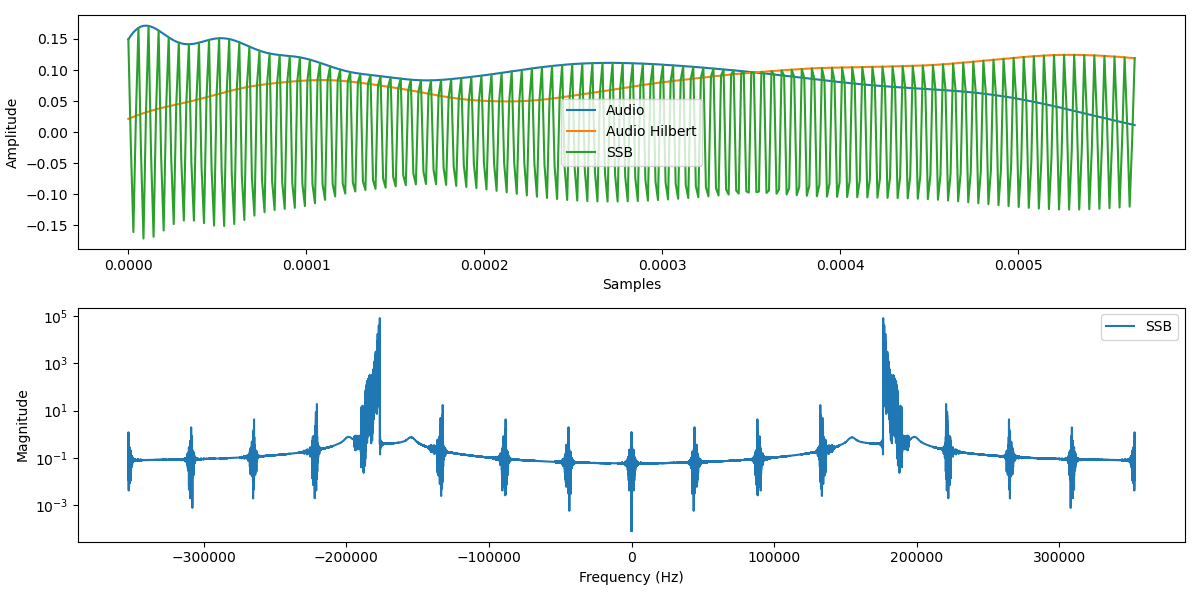 Amplitude
0.15
0.10
0.05
0.00
−0.05
−0.10
−0.15
Audio
Audio Hilbert
SSB
0.0000 0.0001 0.0002 0.0003 0.0004 0.0005
Samples
Magnitude
10^5
10^3
10^1
10^−1
10^−3
SSB
−300000 −200000 −100000 0 100000 200000 300000
Frequency (Hz)